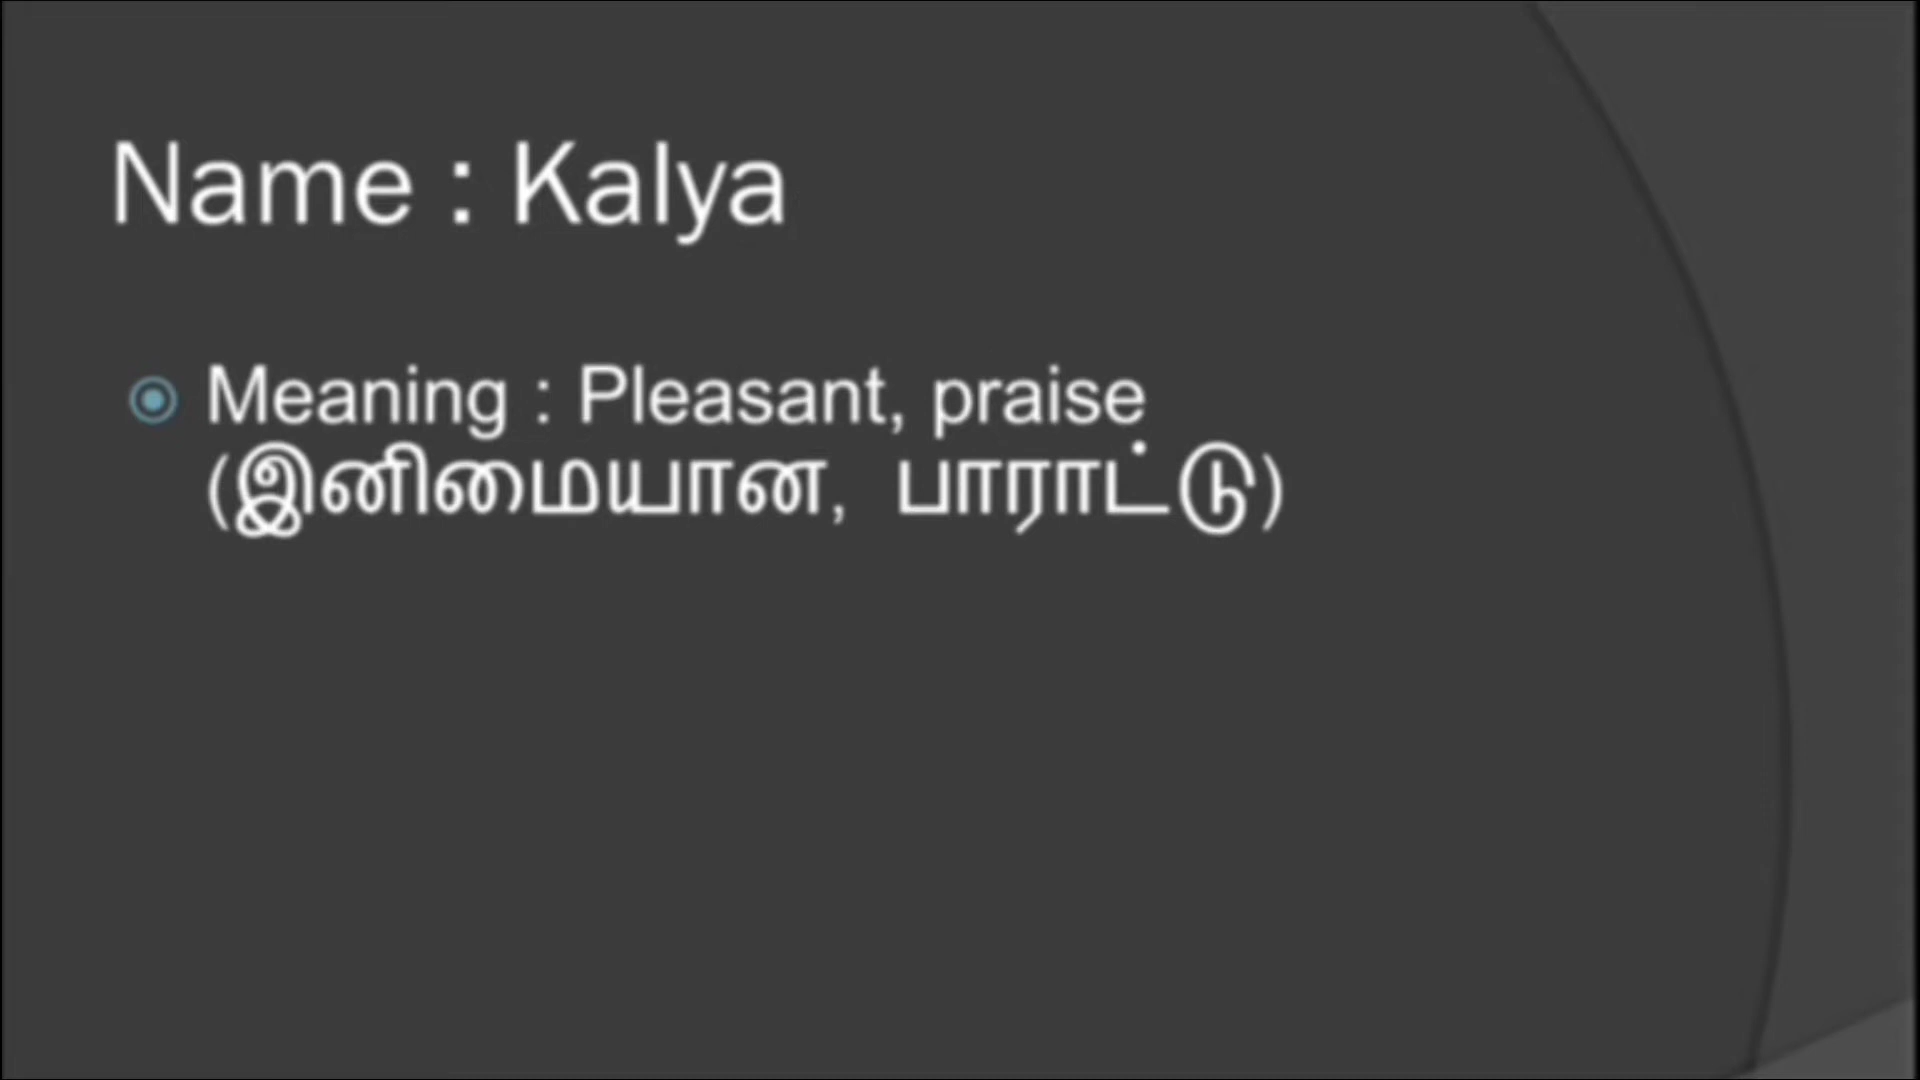 Name : Kalya
Meaning : Pleasant, praise
(இனிமையான, பாராட்டு)